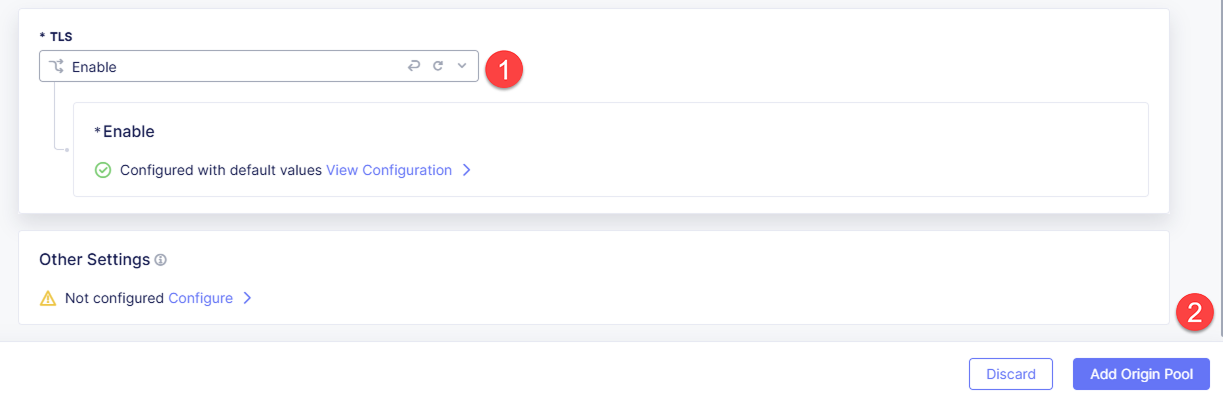 * TLS
Enable
1
*Enable
Configured with default values View Configuration
Other Settings
Not configured Configure
2
Discard
Add Origin Pool